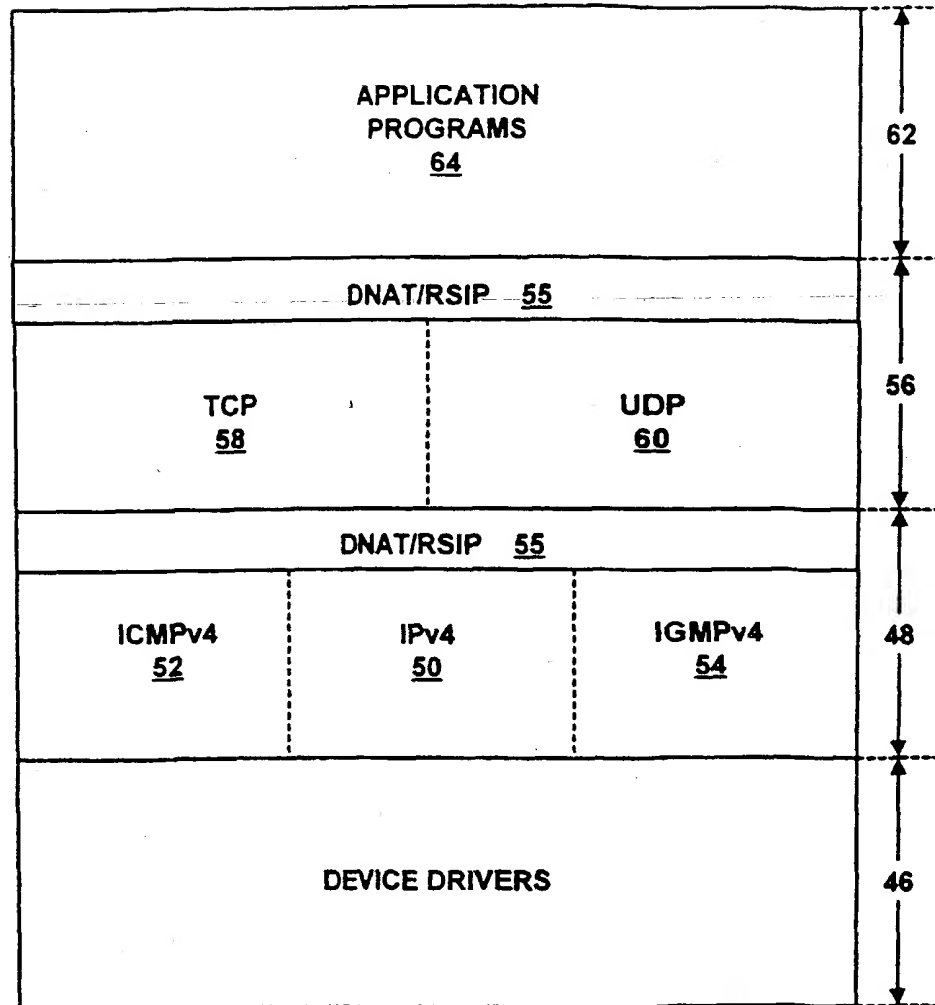 APPLICATION
PROGRAMS
64
62
DNAT/RSIP 55
56
TCP
58
UDP
60
DNAT/RSIP 55
48
ICMPv4
52
IPv4
50
IGMPv4
54
DEVICE DRIVERS
46